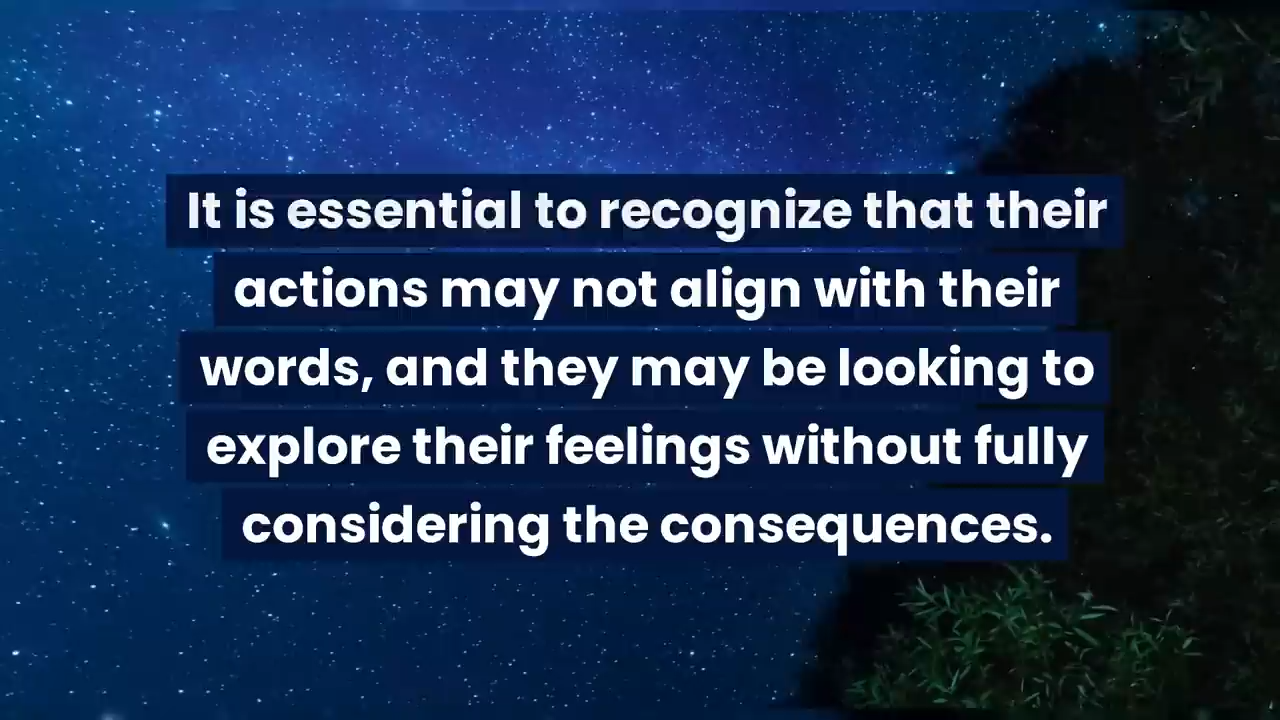 It is essential to recognize that their
actions may not align with their
words, and they may be looking to
explore their feelings without fully
considering the consequences.